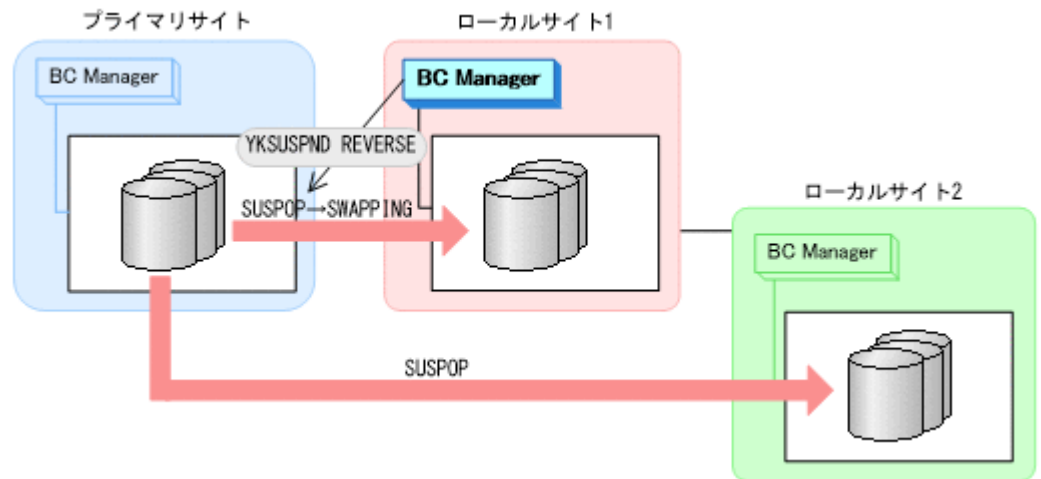 プライマリサイト
ローカルサイト1
BC Manager
BC Manager
YKSUSPND REVERSE
SUSPOP→SWAPPING
ローカルサイト2
BC Manager
SUSPOP